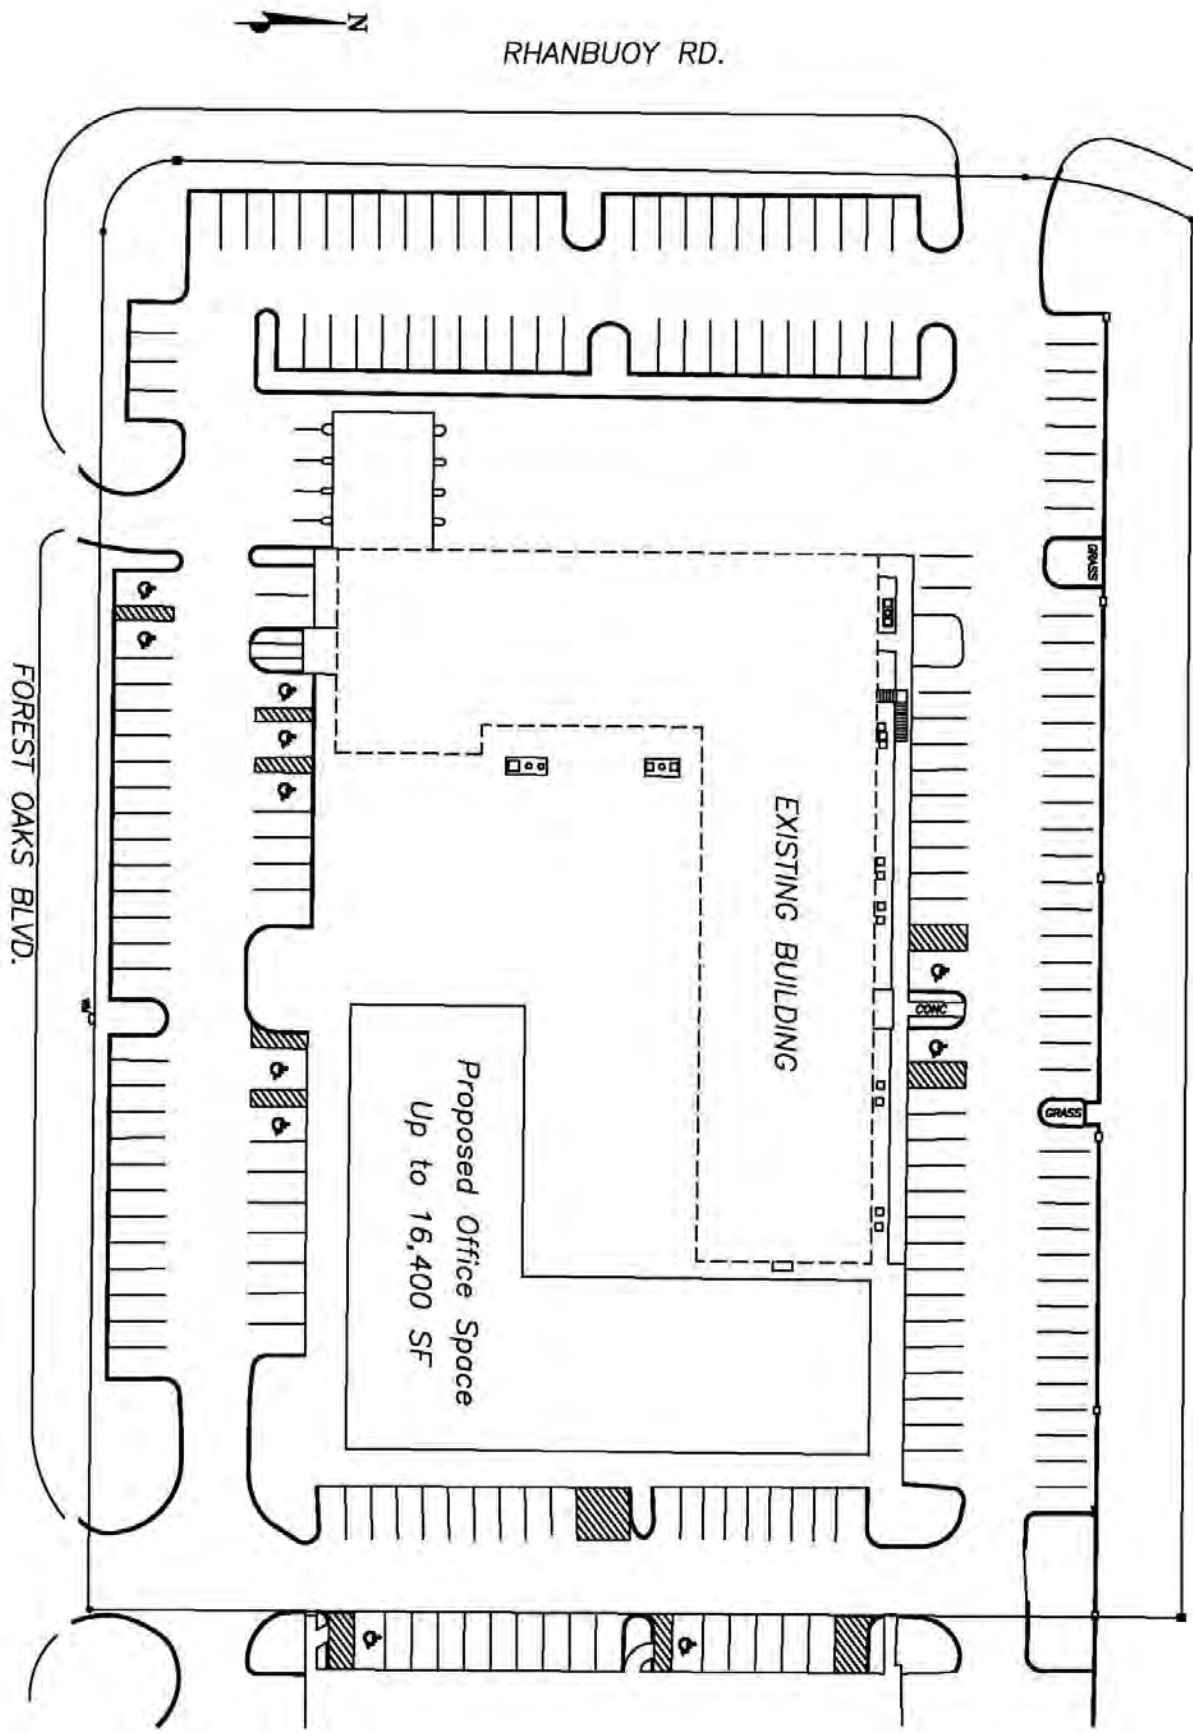 N
RHANBUOY RD.
GRASS
EXISTING BUILDING
FOREST OAKS BLVD.
CONC
Proposed Office Space
Up to 16,400 SF
GRASS